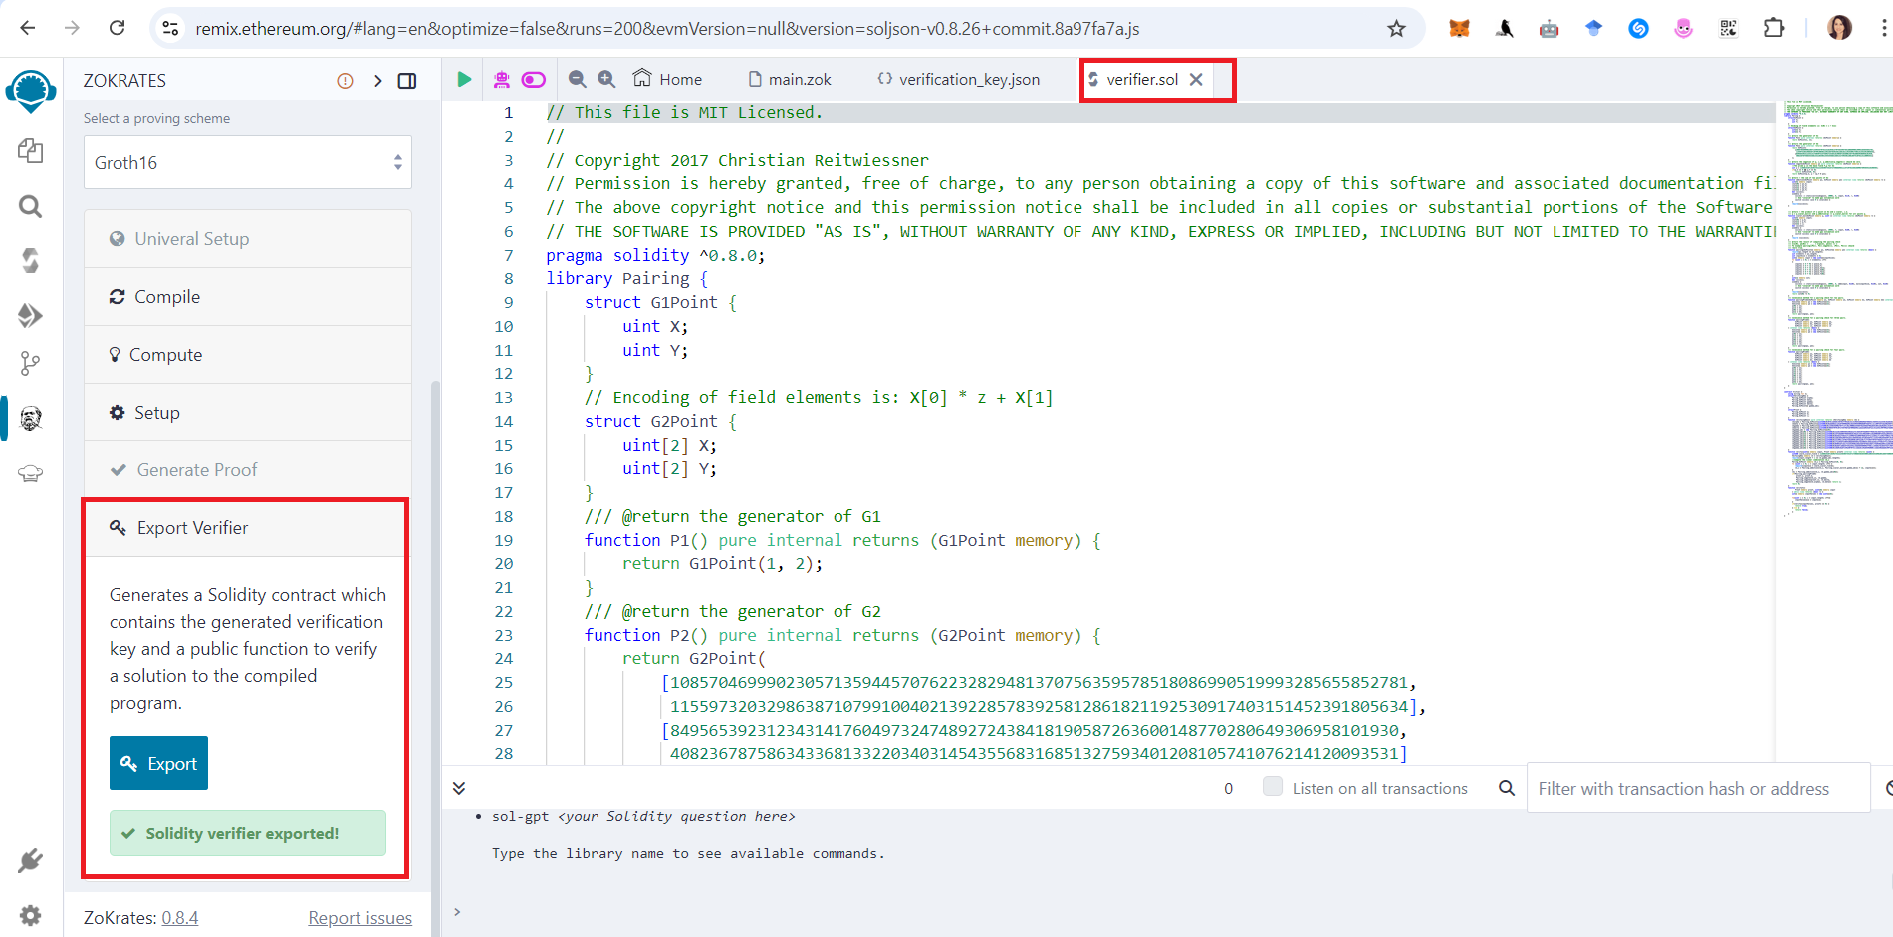 remix.ethereum.org/#lang=en&optimize=false&runs=200&evmVersion=null&version=soljson-v0.8.26+commit.8a97fa7a.js
ZOKRATES
Home
main.zok
verification_key.json
verifier.sol
Select a proving scheme
Groth16
Univeral Setup
Compile
Compute
Setup
Generate Proof
Export Verifier
Generates a Solidity contract which
contains the generated verification
key and a public function to verify
a solution to the compiled
program.
Export
Solidity verifier exported!
ZoKrates: 0.8.4
Report issues
1 // This file is MIT Licensed.
2 //
3 // Copyright 2017 Christian Reitwiessner
4 // Permission is hereby granted, free of charge, to any person obtaining a copy of this software and associated documentation fil
5 // The above copyright notice and this permission notice shall be included in all copies or substantial portions of the Software
6 // THE SOFTWARE IS PROVIDED "AS IS", WITHOUT WARRANTY OF ANY KIND, EXPRESS OR IMPLIED, INCLUDING BUT NOT LIMITED TO THE WARRANTIE
7 pragma solidity ^0.8.0;
8 library Pairing {
9 struct G1Point {
10 uint X;
11 uint Y;
12 }
13 // Encoding of field elements is: X[0] * z + X[1]
14 struct G2Point {
15 uint[2] X;
16 uint[2] Y;
17 }
18 /// @return the generator of G1
19 function P1() pure internal returns (G1Point memory) {
20 return G1Point(1, 2);
21 }
22 /// @return the generator of G2
23 function P2() pure internal returns (G2Point memory) {
24 return G2Point(
25 [10857046999023057135944570762232829481370756359578518086990519993285655852781,
26 11559732032986387107991004021392285783925812861821192530917403151452391805634],
27 [8495653923123431417604973247489272438418190587263600148770280649306958101930,
28 4082367875863433681332203403145435568316851327593401208105741076214120093531]
0
Listen on all transactions
Filter with transaction hash or address
• sol-gpt <your Solidity question here>
Type the library name to see available commands.
>